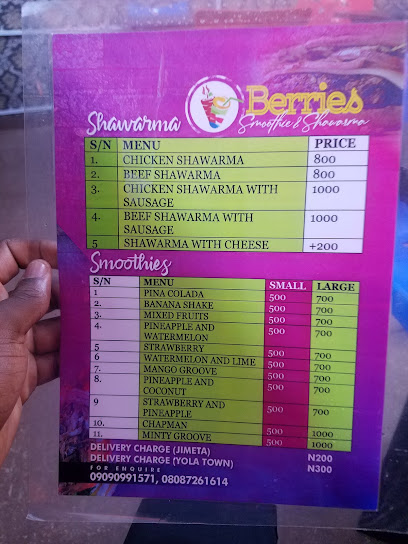 Berries
Smoothie & Shawarma
Shawarma
S/N MENU PRICE
1. CHICKEN SHAWARMA 800
2. BEEF SHAWARMA 800
3. CHICKEN SHAWARMA WITH SAUSAGE 1000
4. BEEF SHAWARMA WITH SAUSAGE 1000
5 SHAWARMA WITH CHEESE +200
Smoothies
S/N MENU SMALL LARGE
1 PINA COLADA 500 700
2. BANANA SHAKE 500 700
3. MIXED FRUITS 500 700
4. PINEAPPLE AND WATERMELON 500 700
5 STRAWBERRY 500 700
6 WATERMELON AND LIME 500 700
7. MANGO GROOVE 500 700
8. PINEAPPLE AND COCONUT 500 700
9 STRAWBERRY AND PINEAPPLE 500 700
10. CHAPMAN 500 1000
11. MINTY GROOVE 500 1000
DELIVERY CHARGE (JIMETA) N200
DELIVERY CHARGE (YOLA TOWN) N300
FOR ENQUIRE
09090991571, 08087261614